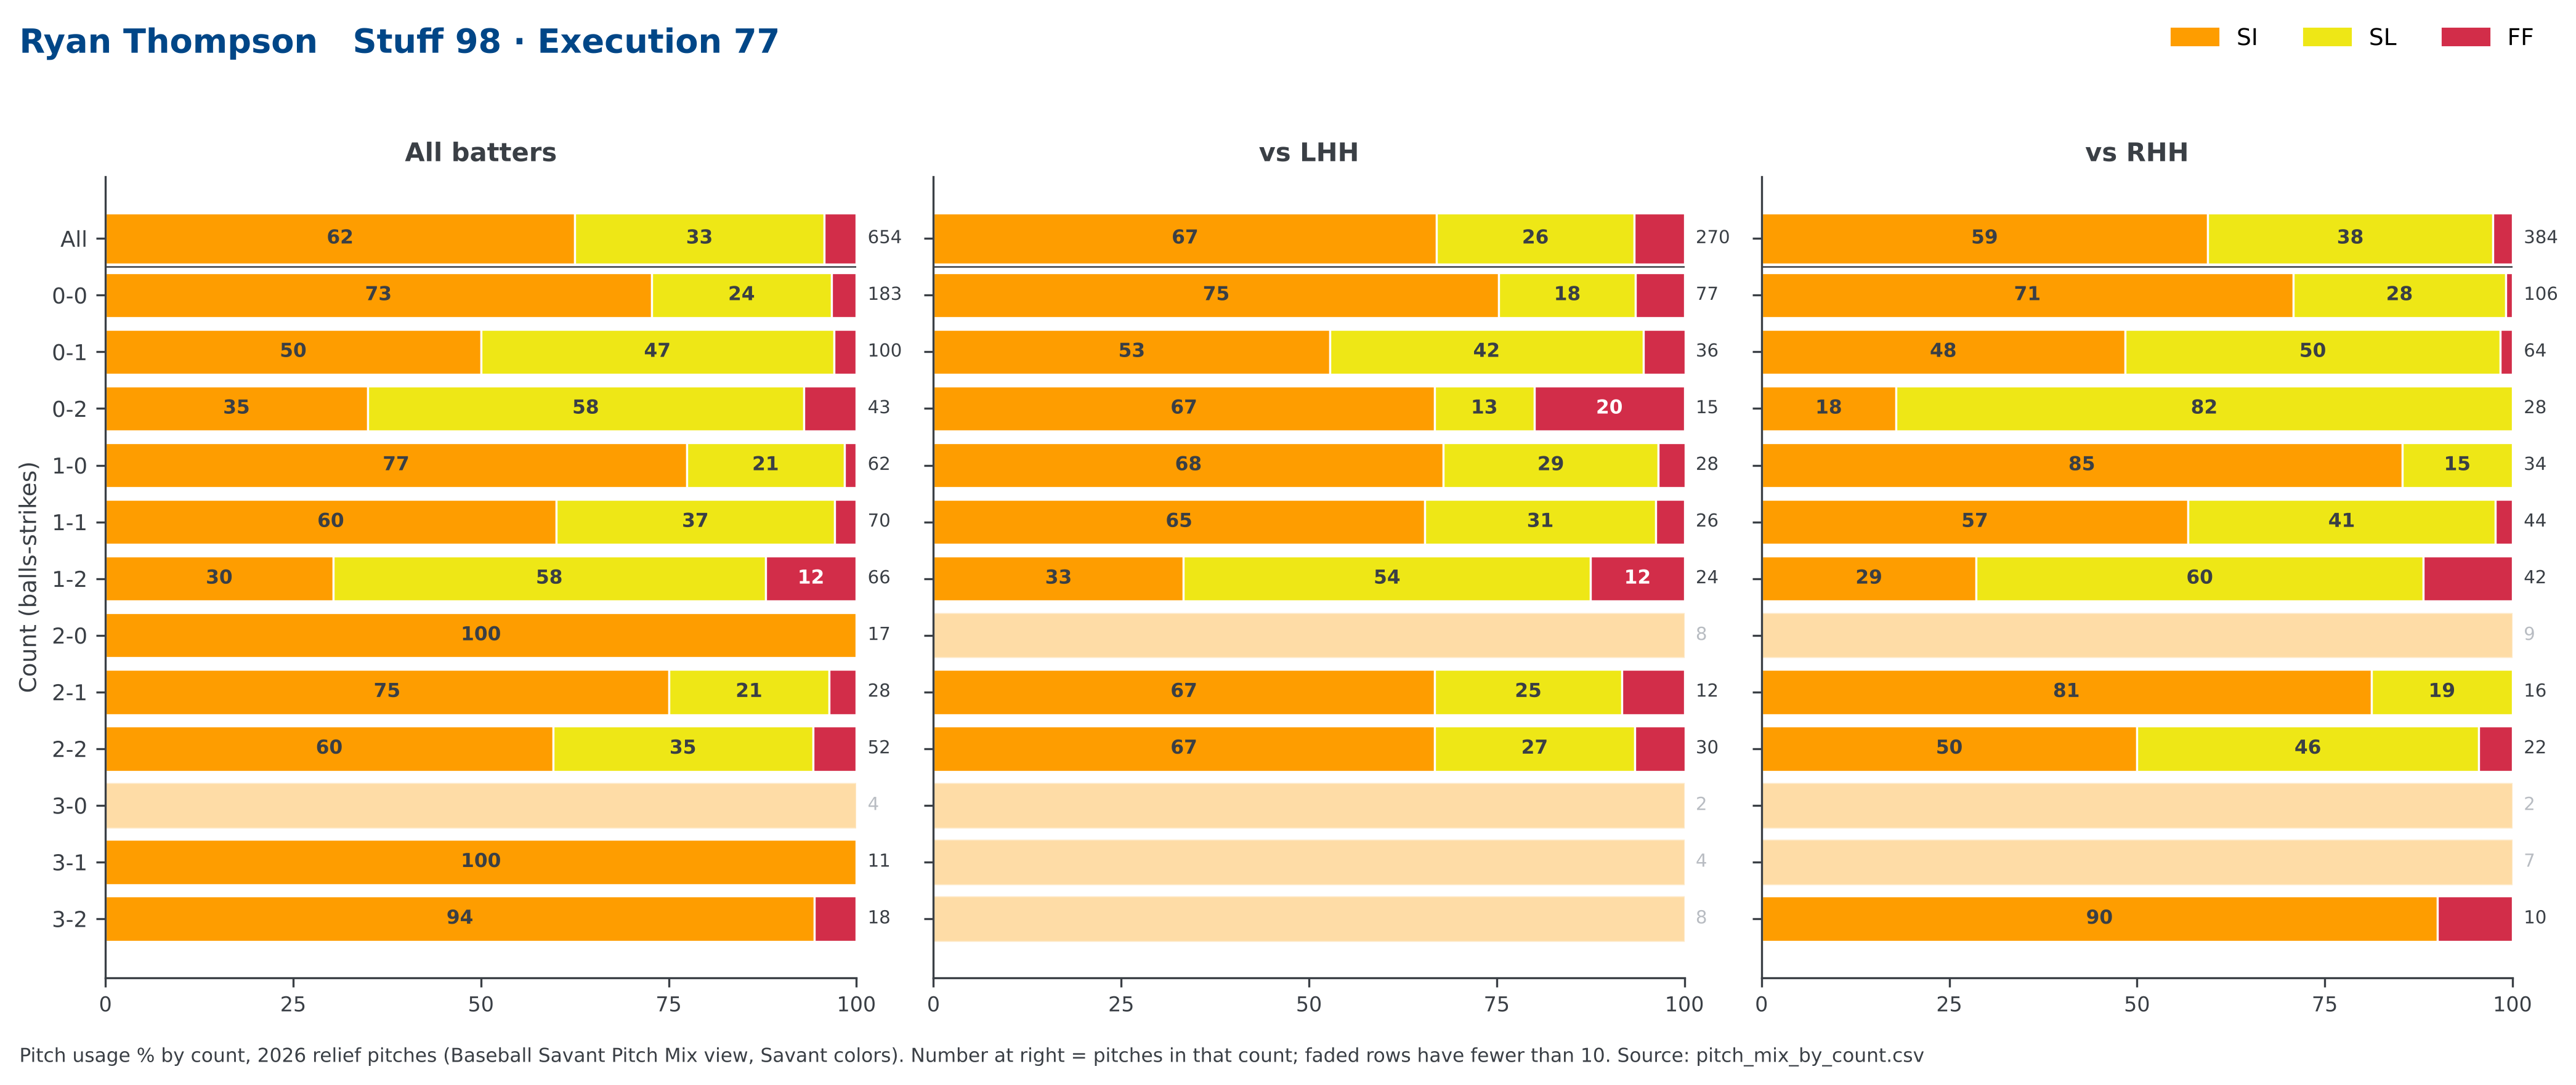 Ryan Thompson   Stuff 98 · Execution 77
SI SL FF
All batters
vs LHH
vs RHH
Count (balls-strikes)
All 62 33 654 67 26 270 59 38 384
0-0 73 24 183 75 18 77 71 28 106
0-1 50 47 100 53 42 36 48 50 64
0-2 35 58 43 67 13 20 15 18 82 28
1-0 77 21 62 68 29 28 85 15 34
1-1 60 37 70 65 31 26 57 41 44
1-2 30 58 12 66 33 54 12 24 29 60 42
2-0 100 17 8 9
2-1 75 21 28 67 25 12 81 19 16
2-2 60 35 52 67 27 30 50 46 22
3-0 4 2 2
3-1 100 11 4 7
3-2 94 18 8 90 10
0 25 50 75 100 0 25 50 75 100 0 25 50 75 100
Pitch usage % by count, 2026 relief pitches (Baseball Savant Pitch Mix view, Savant colors). Number at right = pitches in that count; faded rows have fewer than 10. Source: pitch_mix_by_count.csv